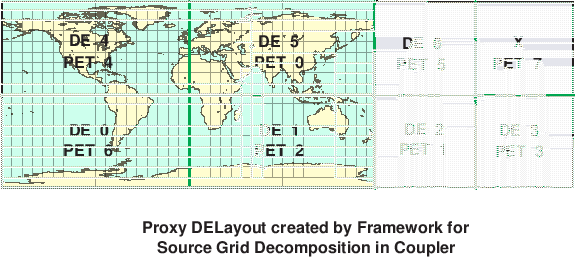 DE 4 DE 5 DE 6 X
PET 4 PET 0 PET 5 PET 7
DE 0 DE 1 DE 2 DE 3
PET 6 PET 2 PET 1 PET 3
Proxy DELayout created by Framework for
Source Grid Decomposition in Coupler